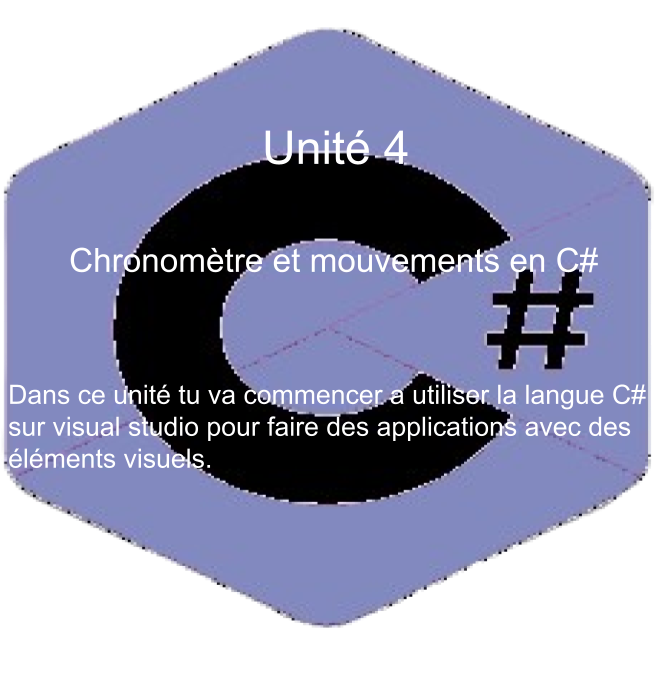 Unité 4
Chronomètre et mouvements en C#
C#
Dans ce unité tu va commencer a utiliser la langue C#
sur visual studio pour faire des applications avec des
éléments visuels.